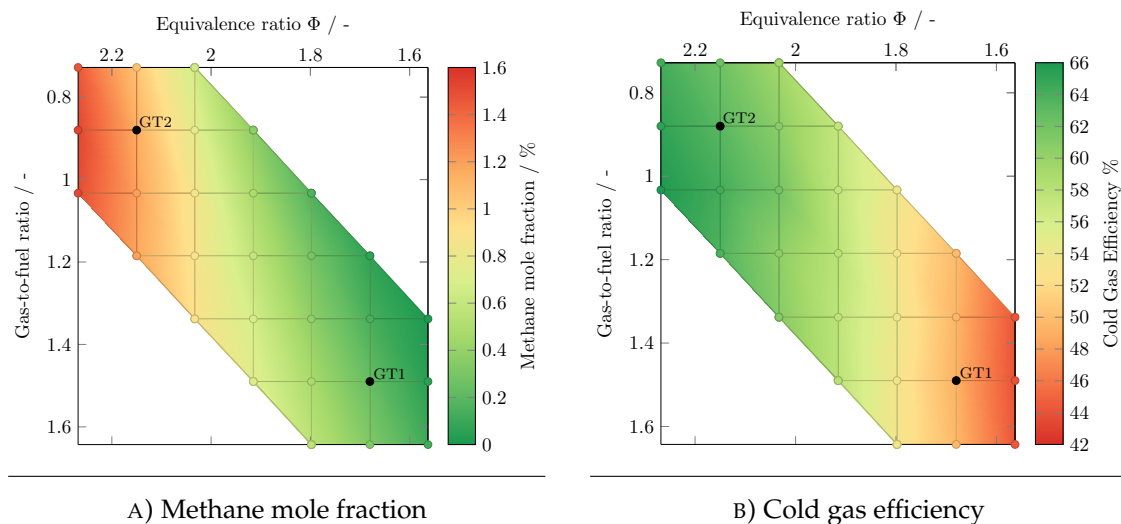 Equivalence ratio Φ / -
2.2 2 1.8 1.6
Gas-to-fuel ratio / -
0.8
1
1.2
1.4
1.6
GT2
GT1
1.6
1.4
1.2
1
0.8
0.6
0.4
0.2
0
Methane mole fraction / %
A) Methane mole fraction
Equivalence ratio Φ / -
2.2 2 1.8 1.6
Gas-to-fuel ratio / -
0.8
1
1.2
1.4
1.6
GT2
GT1
66
64
62
60
58
56
54
52
50
48
46
44
42
Cold Gas Efficiency %
B) Cold gas efficiency